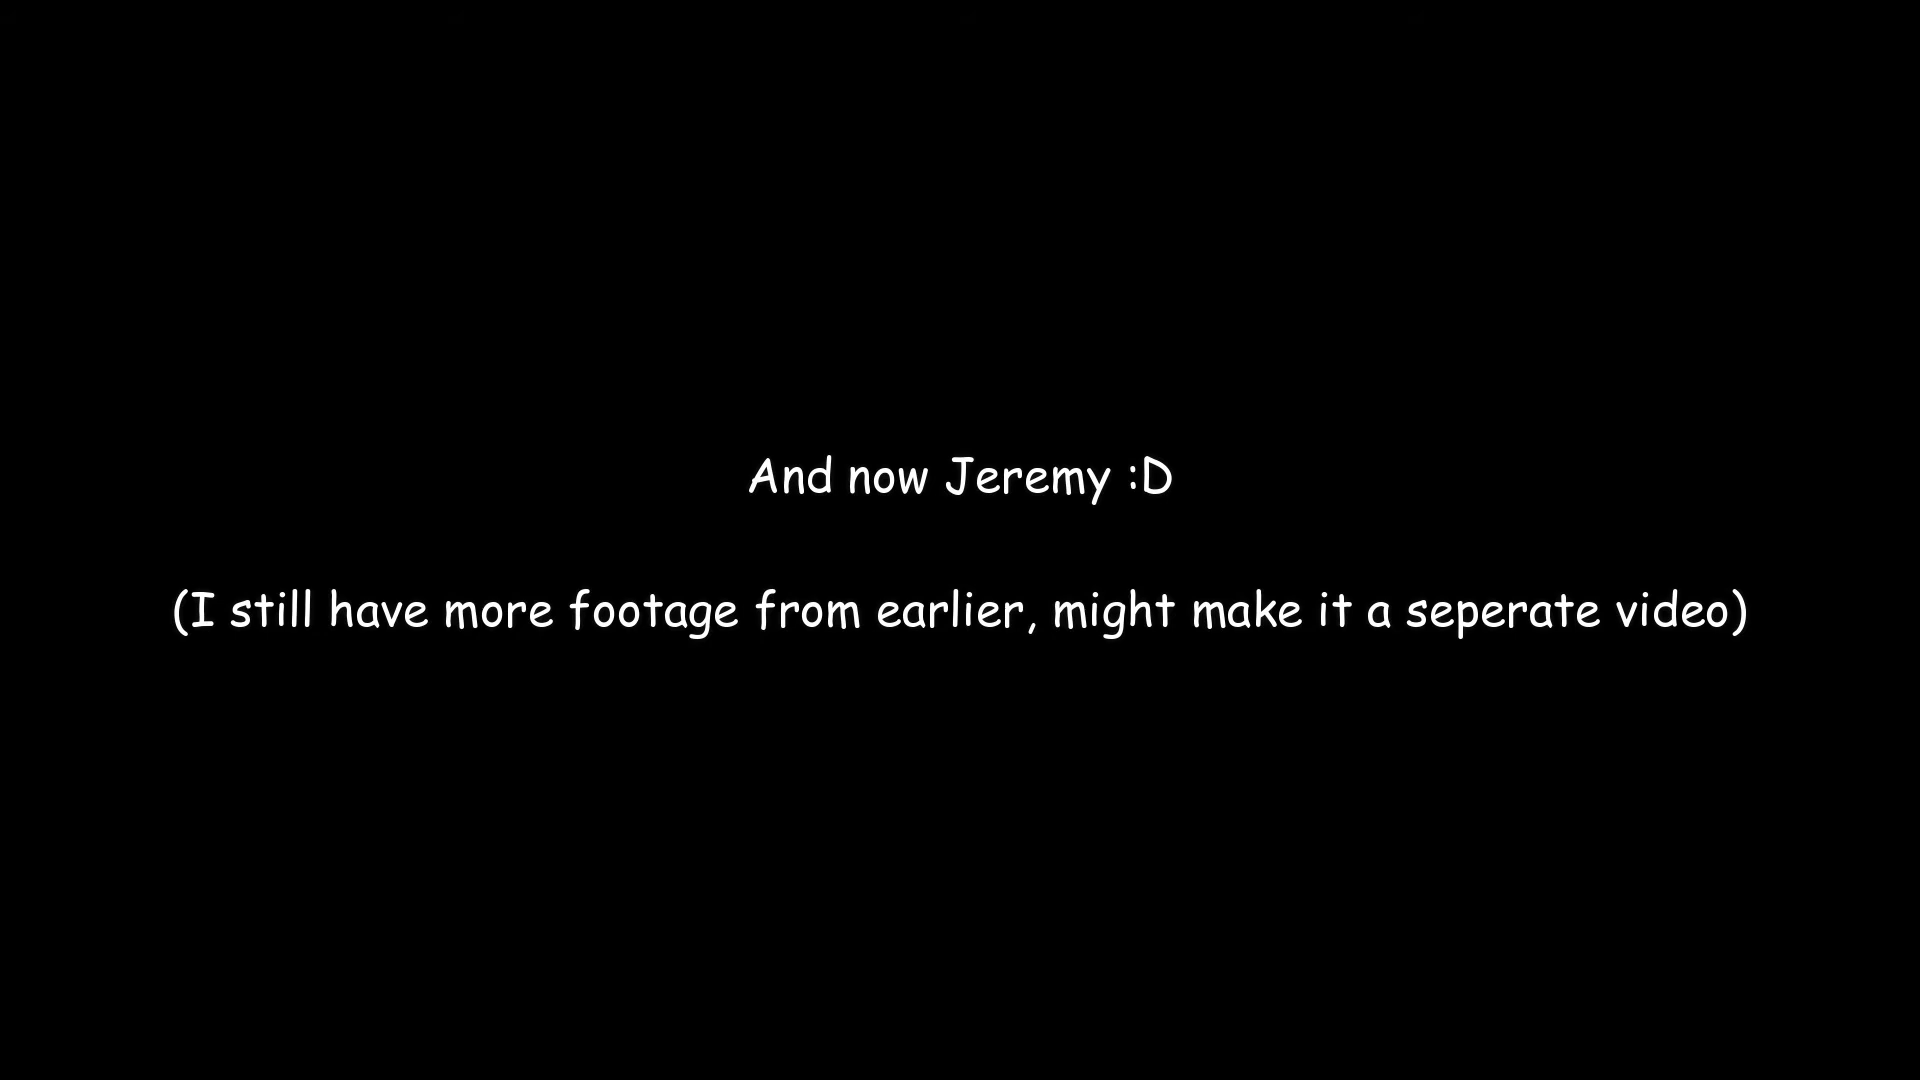 And now Jeremy :D
(I still have more footage from earlier, might make it a seperate video)